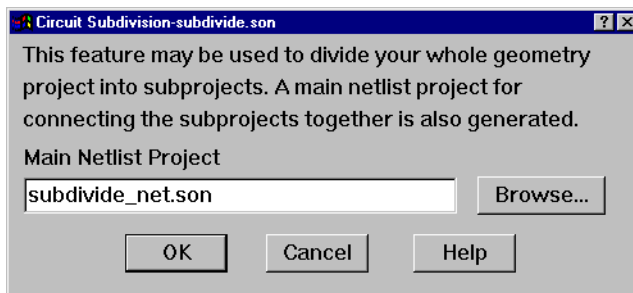 Circuit Subdivision-subdivide.son
This feature may be used to divide your whole geometry
project into subprojects. A main netlist project for
connecting the subprojects together is also generated.
Main Netlist Project
subdivide_net.son Browse...
OK Cancel Help